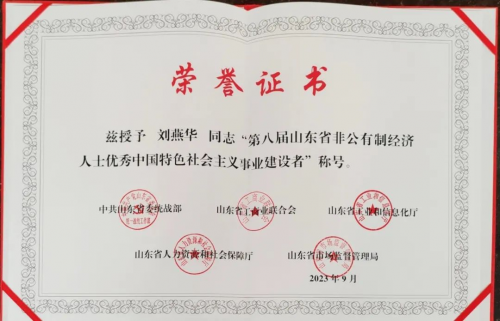 荣誉证书
兹授予 刘燕华 同志“第八届山东省非公有制经济
人士优秀中国特色社会主义事业建设者”称号。
中共山东省委统战部 山东省工商业联合会 山东省工业和信息化厅
山东省人力资源和社会保障厅 山东省市场监督管理局
2023年9月